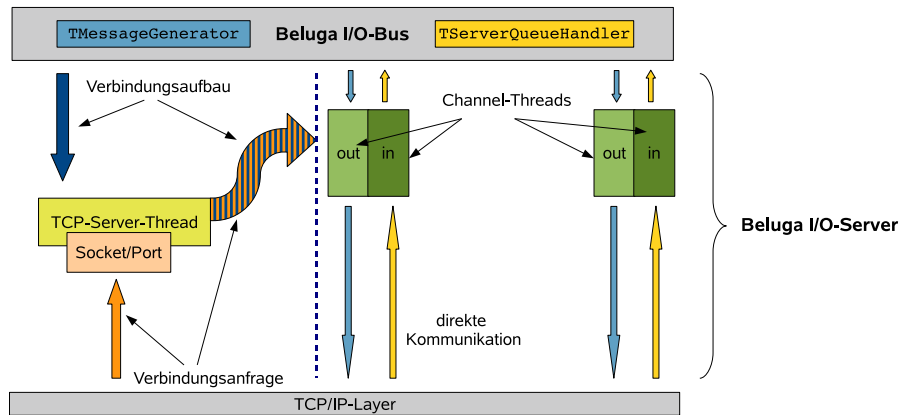 TMessageGenerator Beluga I/O-Bus TServerQueueHandler
Verbindungsaufbau
Channel-Threads
out in
out in
TCP-Server-Thread
Socket/Port
Beluga I/O-Server
direkte
Kommunikation
Verbindungsanfrage
TCP/IP-Layer